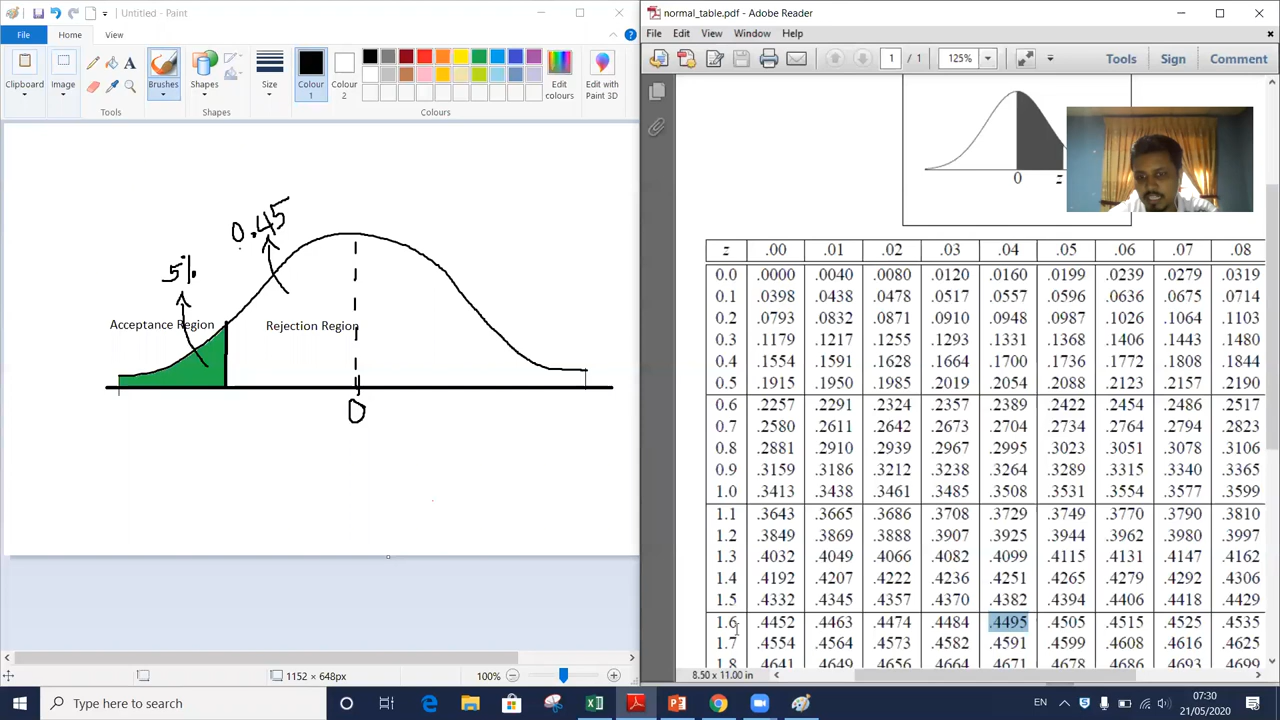 Untitled - Paint
File
Home
View
Clipboard
Image
Tools
Brushes
Shapes
Shapes
Size
Colour
1
Colour
2
Edit
colours
Edit with
Paint 3D
Colours
0.45
5%
Acceptance Region
Rejection Region
0
1152 × 648px
100%
normal_table.pdf - Adobe Reader
File Edit View Window Help
1 / 1
125%
Tools
Sign
Comment
0
z
z .00 .01 .02 .03 .04 .05 .06 .07 .08
0.0 .0000 .0040 .0080 .0120 .0160 .0199 .0239 .0279 .0319
0.1 .0398 .0438 .0478 .0517 .0557 .0596 .0636 .0675 .0714
0.2 .0793 .0832 .0871 .0910 .0948 .0987 .1026 .1064 .1103
0.3 .1179 .1217 .1255 .1293 .1331 .1368 .1406 .1443 .1480
0.4 .1554 .1591 .1628 .1664 .1700 .1736 .1772 .1808 .1844
0.5 .1915 .1950 .1985 .2019 .2054 .2088 .2123 .2157 .2190
0.6 .2257 .2291 .2324 .2357 .2389 .2422 .2454 .2486 .2517
0.7 .2580 .2611 .2642 .2673 .2704 .2734 .2764 .2794 .2823
0.8 .2881 .2910 .2939 .2967 .2995 .3023 .3051 .3078 .3106
0.9 .3159 .3186 .3212 .3238 .3264 .3289 .3315 .3340 .3365
1.0 .3413 .3438 .3461 .3485 .3508 .3531 .3554 .3577 .3599
1.1 .3643 .3665 .3686 .3708 .3729 .3749 .3770 .3790 .3810
1.2 .3849 .3869 .3888 .3907 .3925 .3944 .3962 .3980 .3997
1.3 .4032 .4049 .4066 .4082 .4099 .4115 .4131 .4147 .4162
1.4 .4192 .4207 .4222 .4236 .4251 .4265 .4279 .4292 .4306
1.5 .4332 .4345 .4357 .4370 .4382 .4394 .4406 .4418 .4429
1.6 .4452 .4463 .4474 .4484 .4495 .4505 .4515 .4525 .4535
1.7 .4554 .4564 .4573 .4582 .4591 .4599 .4608 .4616 .4625
1.8 .4641 .4649 .4656 .4664 .4671 .4678 .4686 .4693 .4699
8.50 x 11.00 in
Type here to search
EN
07:30
21/05/2020